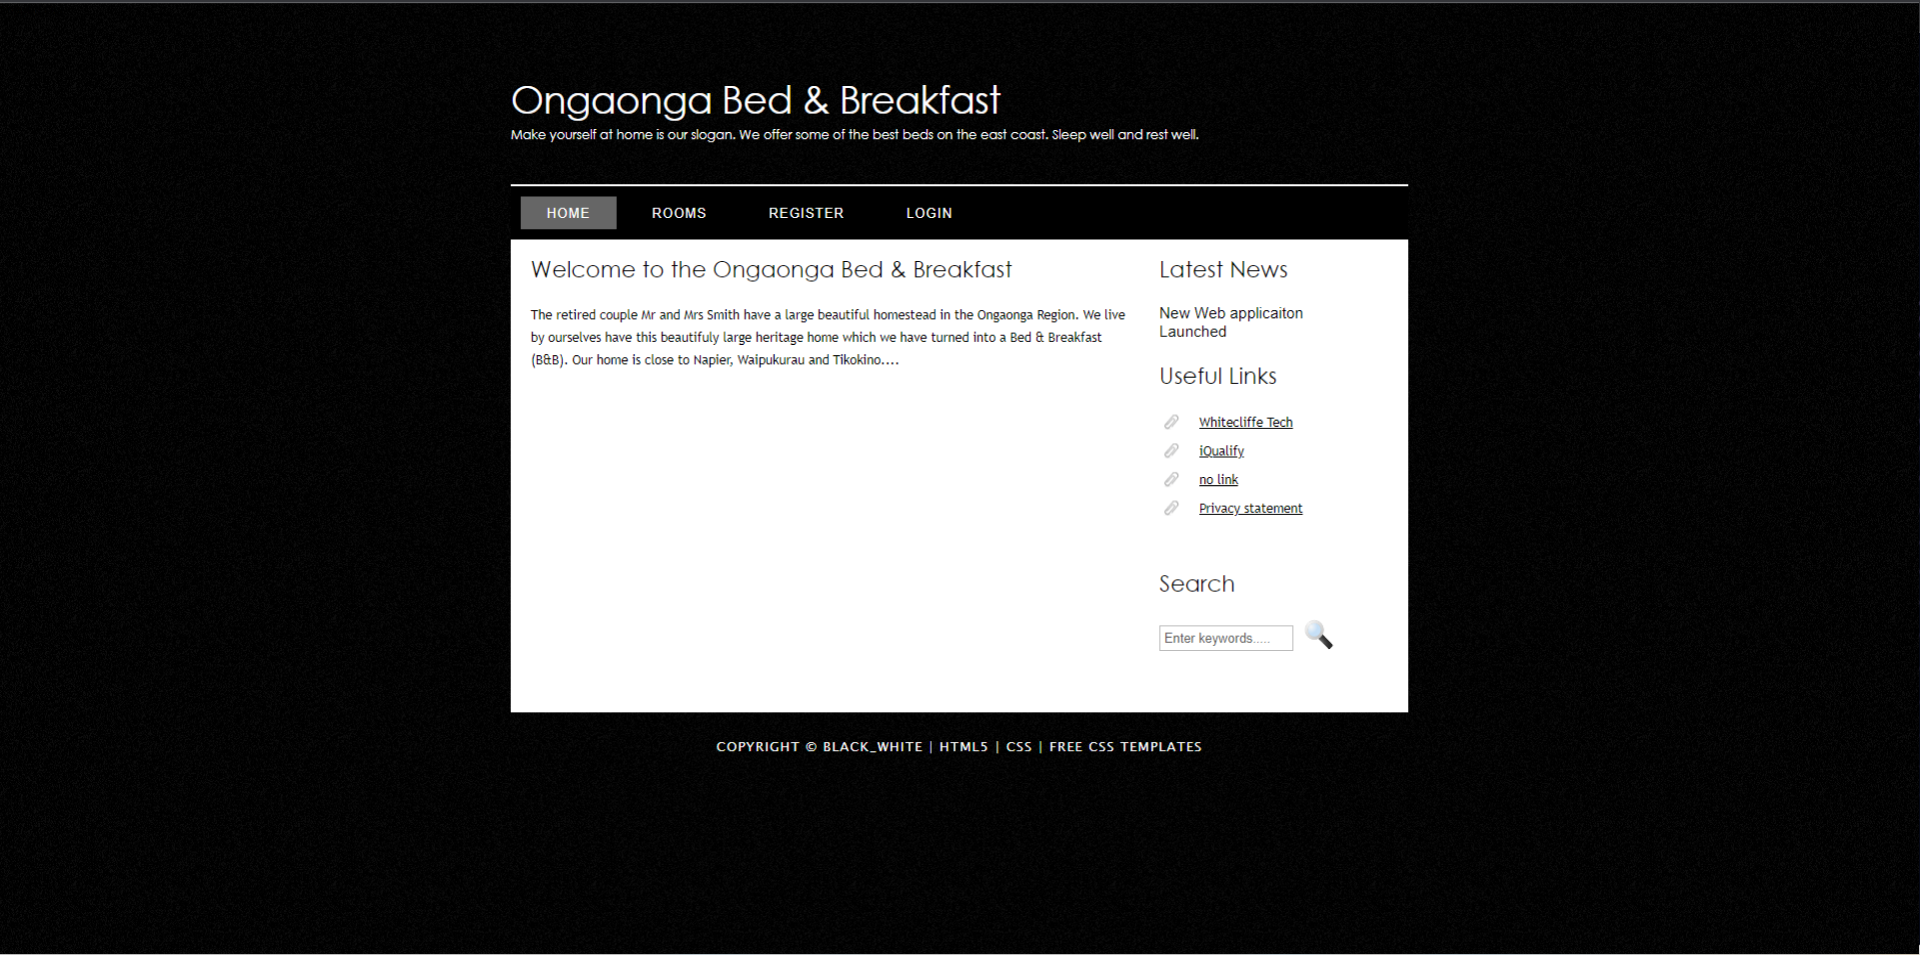 Ongaonga Bed & Breakfast
Make yourself at home is our slogan. We offer some of the best beds on the east coast. Sleep well and rest well.
HOME ROOMS REGISTER LOGIN
Welcome to the Ongaonga Bed & Breakfast
The retired couple Mr and Mrs Smith have a large beautiful homestead in the Ongaonga Region. We live
by ourselves have this beautifuly large heritage home which we have turned into a Bed & Breakfast
(B&B). Our home is close to Napier, Waipukurau and Tikokino....
Latest News
New Web applicaiton
Launched
Useful Links
Whitecliffe Tech
iQualify
no link
Privacy statement
Search
Enter keywords.....
COPYRIGHT © BLACK_WHITE | HTML5 | CSS | FREE CSS TEMPLATES